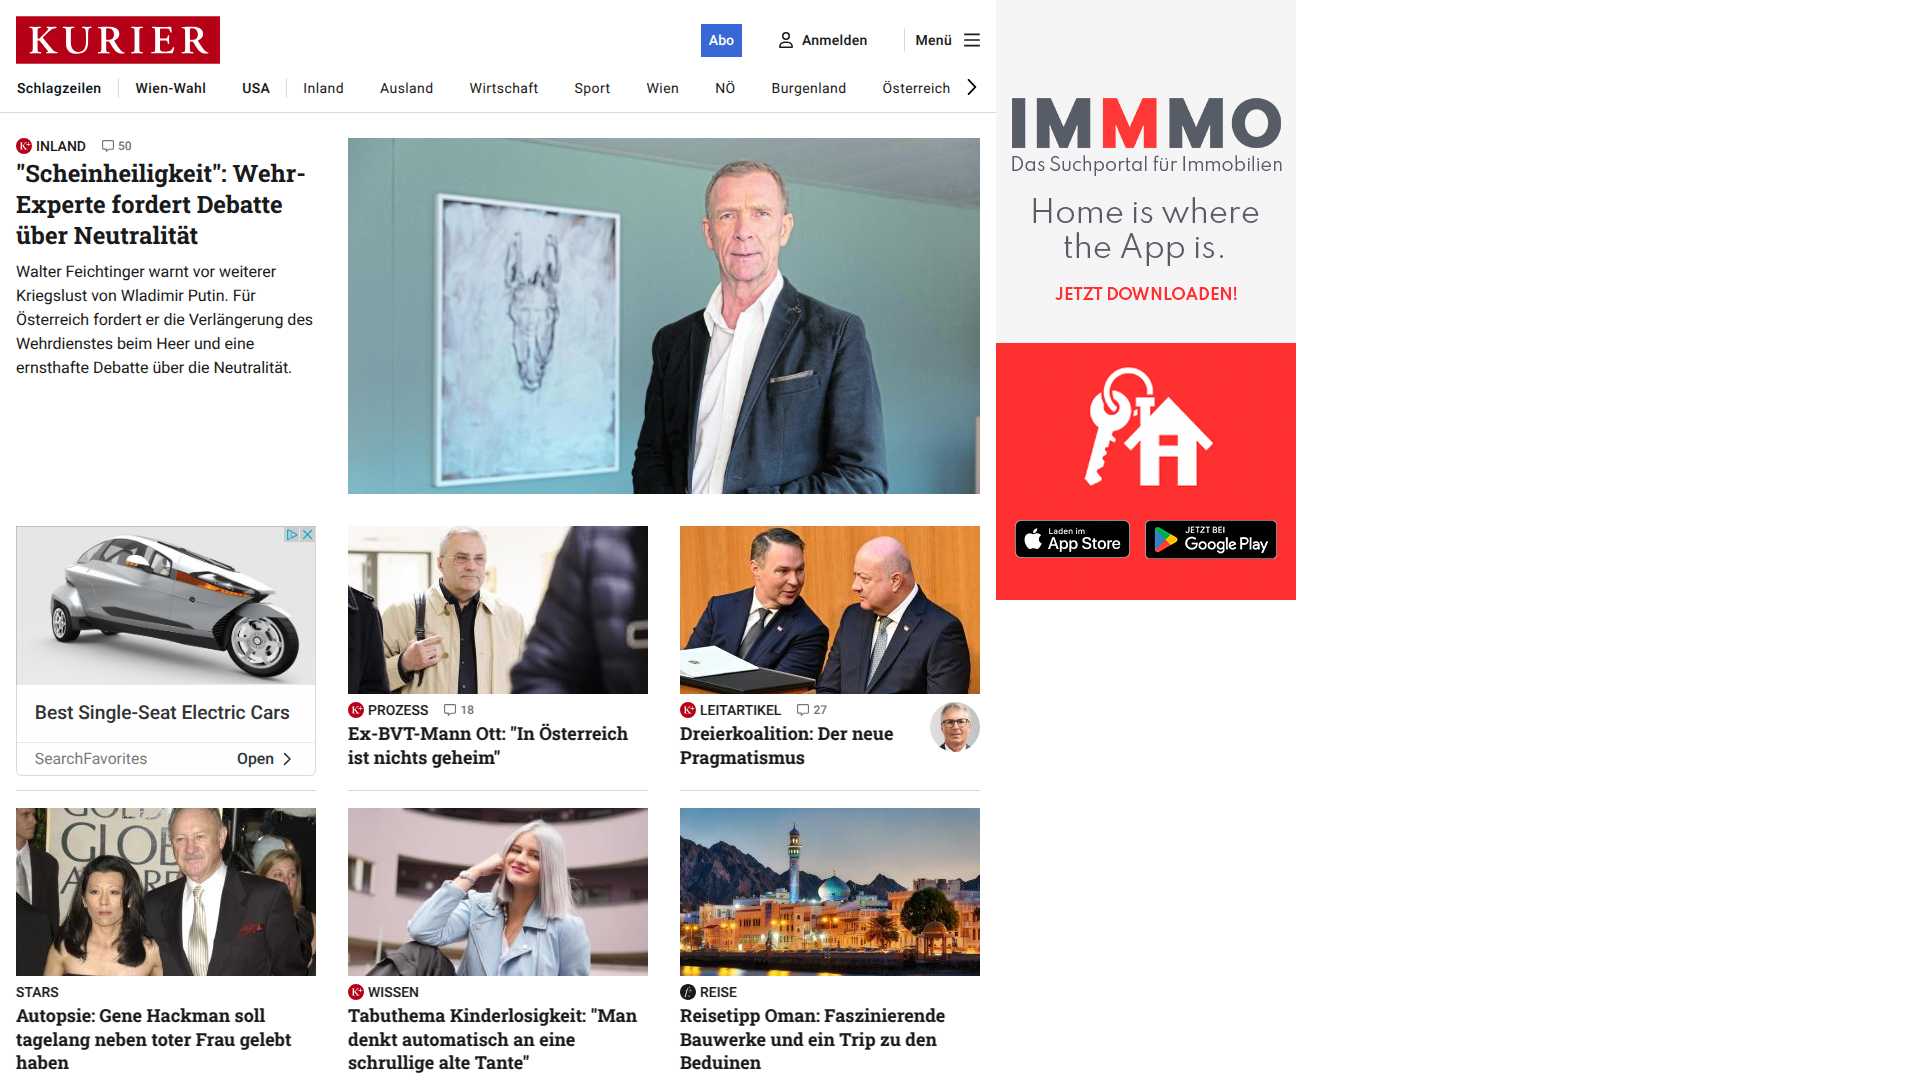 KURIER
Abo
Anmelden
Menü
Schlagzeilen
Wien-Wahl
USA
Inland
Ausland
Wirtschaft
Sport
Wien
NÖ
Burgenland
Österreich
INLAND 50
"Scheinheiligkeit": Wehr-
Experte fordert Debatte
über Neutralität
Walter Feichtinger warnt vor weiterer
Kriegslust von Wladimir Putin. Für
Österreich fordert er die Verlängerung des
Wehrdienstes beim Heer und eine
ernsthafte Debatte über die Neutralität.
IMMMO
Das Suchportal für Immobilien
Home is where
the App is.
JETZT DOWNLOADEN!
Laden im
App Store
JETZT BEI
Google Play
Best Single-Seat Electric Cars
SearchFavorites
Open
K+ PROZESS 18
Ex-BVT-Mann Ott: "In Österreich
ist nichts geheim"
K+ LEITARTIKEL 27
Dreierkoalition: Der neue
Pragmatismus
GLOBE
STARS
Autopsie: Gene Hackman soll
tagelang neben toter Frau gelebt
haben
K+ WISSEN
Tabuthema Kinderlosigkeit: "Man
denkt automatisch an eine
schrullige alte Tante"
REISE
Reisetipp Oman: Faszinierende
Bauwerke und ein Trip zu den
Beduinen